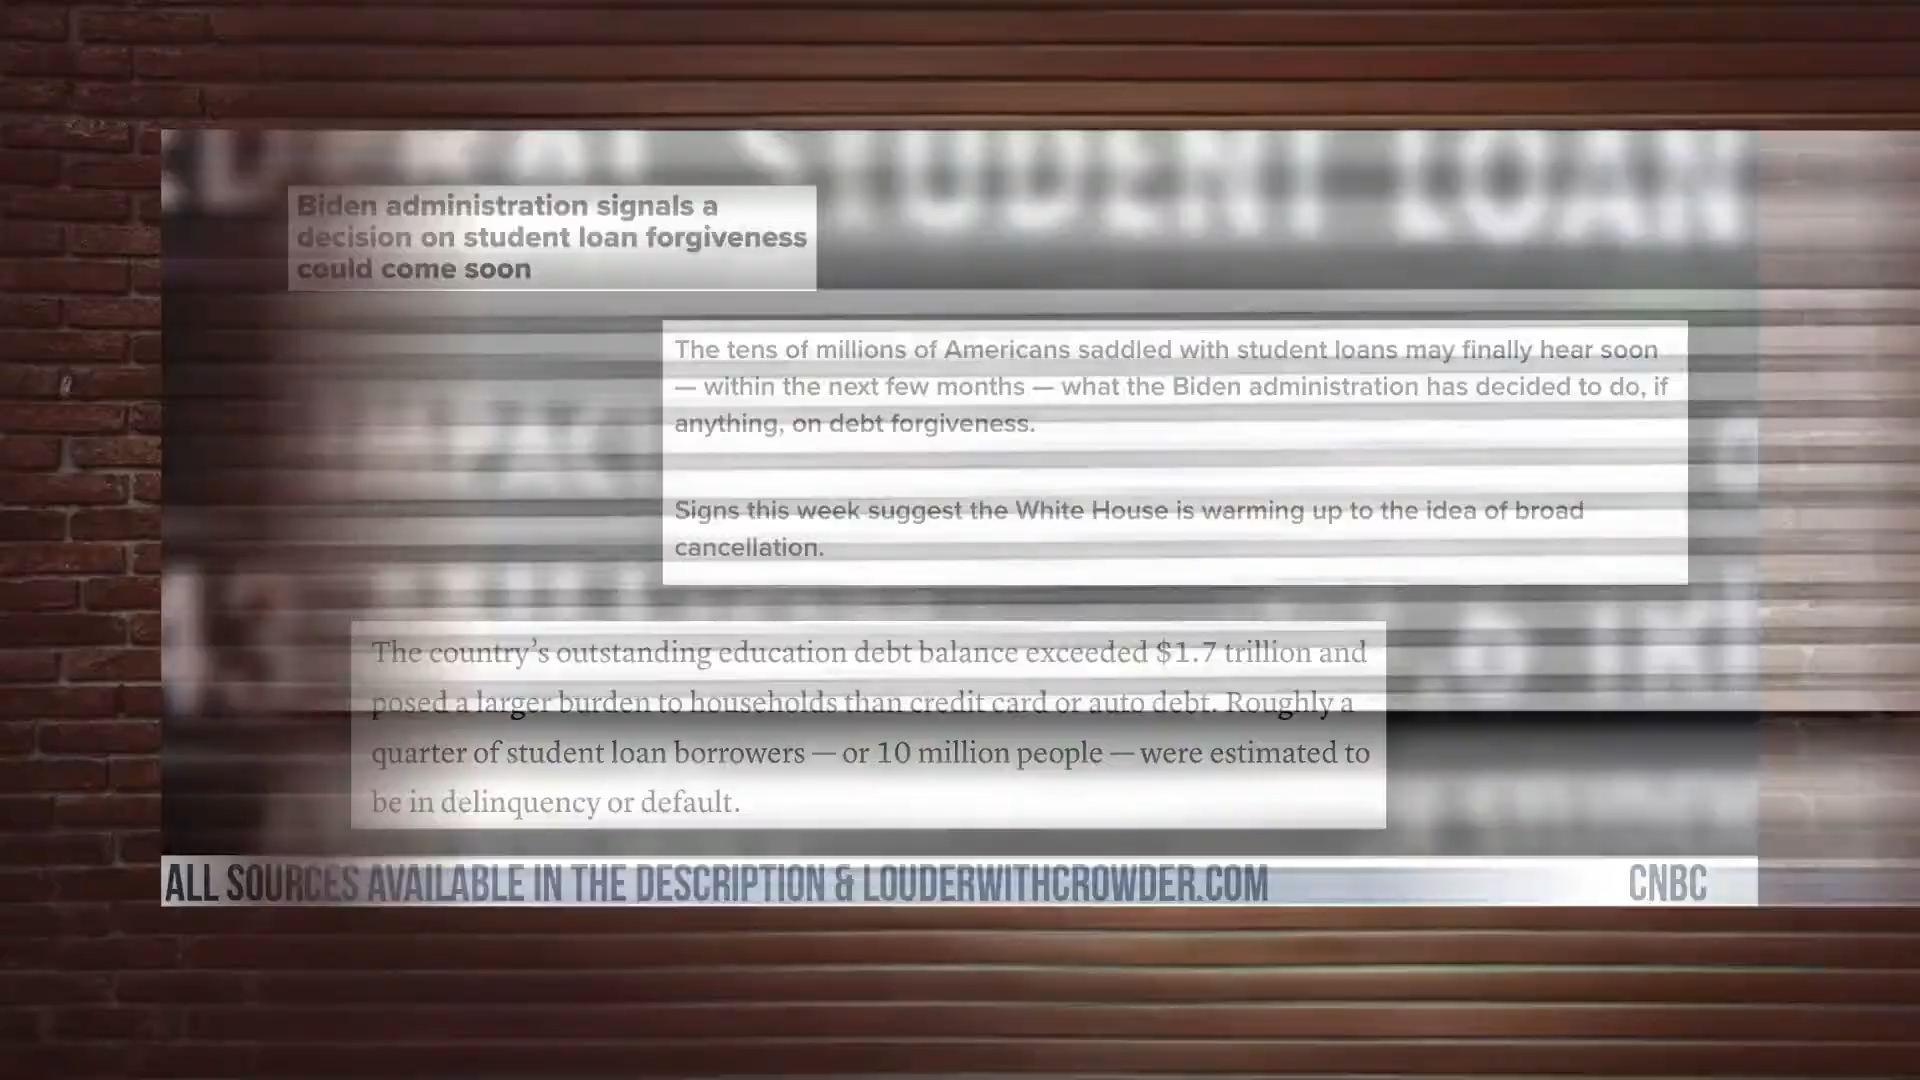 STUDENT LOAN
Biden administration signals a
decision on student loan forgiveness
could come soon
The tens of millions of Americans saddled with student loans may finally hear soon
— within the next few months — what the Biden administration has decided to do, if
anything, on debt forgiveness.
Signs this week suggest the White House is warming up to the idea of broad
cancellation.
The country’s outstanding education debt balance exceeded $1.7 trillion and
posed a larger burden to households than credit card or auto debt. Roughly a
quarter of student loan borrowers — or 10 million people — were estimated to
be in delinquency or default.
ALL SOURCES AVAILABLE IN THE DESCRIPTION & LOUDERWITHCROWDER.COM
CNBC